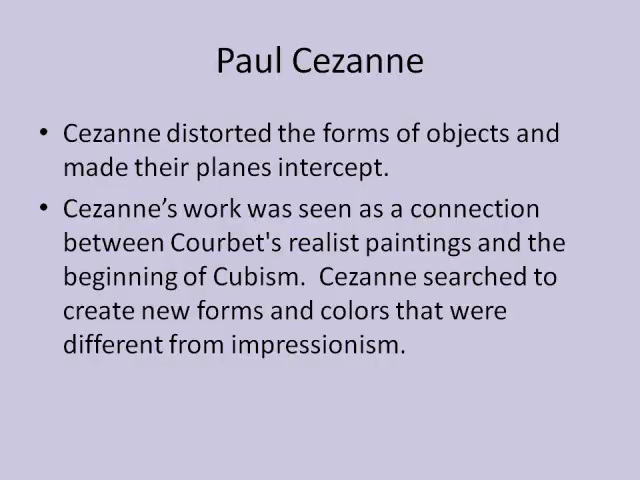 Paul Cezanne
• Cezanne distorted the forms of objects and
made their planes intercept.
• Cezanne’s work was seen as a connection
between Courbet's realist paintings and the
beginning of Cubism.  Cezanne searched to
create new forms and colors that were
different from impressionism.